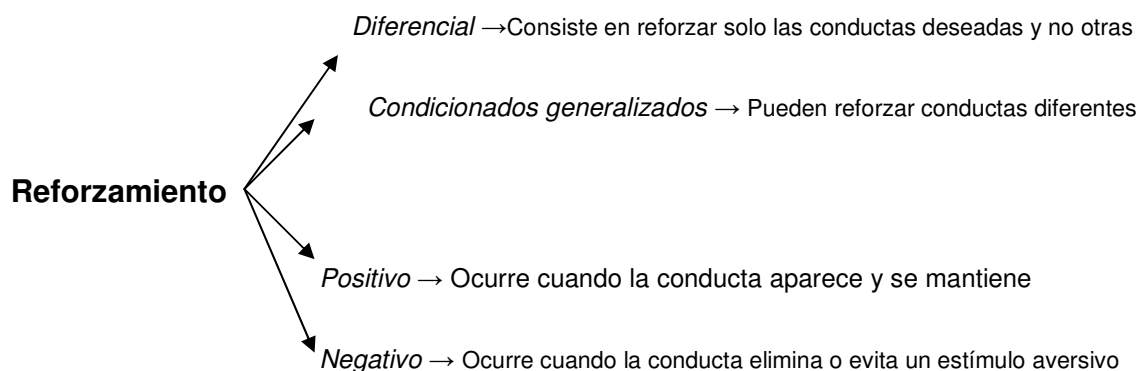 Diferencial →Consiste en reforzar solo las conductas deseadas y no otras
Condicionados generalizados → Pueden reforzar conductas diferentes
Reforzamiento
Positivo → Ocurre cuando la conducta aparece y se mantiene
Negativo → Ocurre cuando la conducta elimina o evita un estímulo aversivo